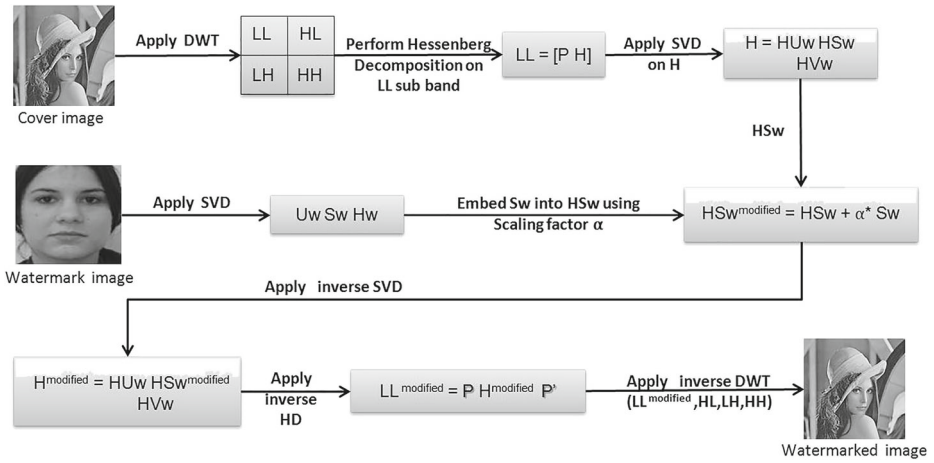 Apply DWT
LL HL
LH HH
Perform Hessenberg
Decomposition on
LL sub band
LL = [P H]
Apply SVD
on H
H = HUw HSw
HVw
Cover image
HSw
Apply SVD
Uw Sw Hw
Embed Sw into HSw using
Scaling factor α
HSwᵐᵒᵈⁱᶠⁱᵉᵈ = HSw + α* Sw
Watermark image
Apply inverse SVD
Hᵐᵒᵈⁱᶠⁱᵉᵈ = HUw HSwᵐᵒᵈⁱᶠⁱᵉᵈ
HVw
Apply
inverse
HD
LLᵐᵒᵈⁱᶠⁱᵉᵈ = P Hᵐᵒᵈⁱᶠⁱᵉᵈ P'
Apply inverse DWT
(LLᵐᵒᵈⁱᶠⁱᵉᵈ,HL,LH,HH)
Watermarked image